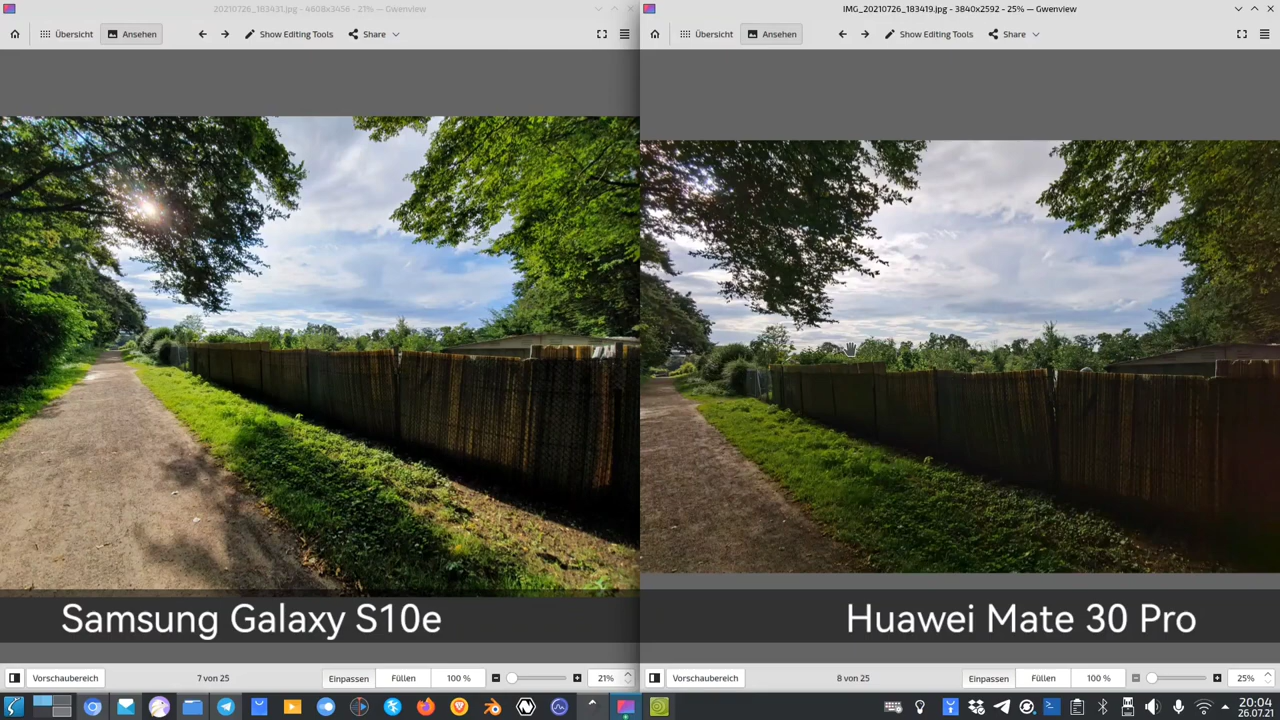 20210726_183431.jpg - 4608x3456 - 21% — Gwenview
Übersicht Ansehen Show Editing Tools Share
Samsung Galaxy S10e
Vorschaubereich 7 von 25 Einpassen Füllen 100 % 21%
IMG_20210726_183419.jpg - 3840x2592 - 25% — Gwenview
Übersicht Ansehen Show Editing Tools Share
Huawei Mate 30 Pro
Vorschaubereich 8 von 25 Einpassen Füllen 100 % 25%
20:04
26.07.21